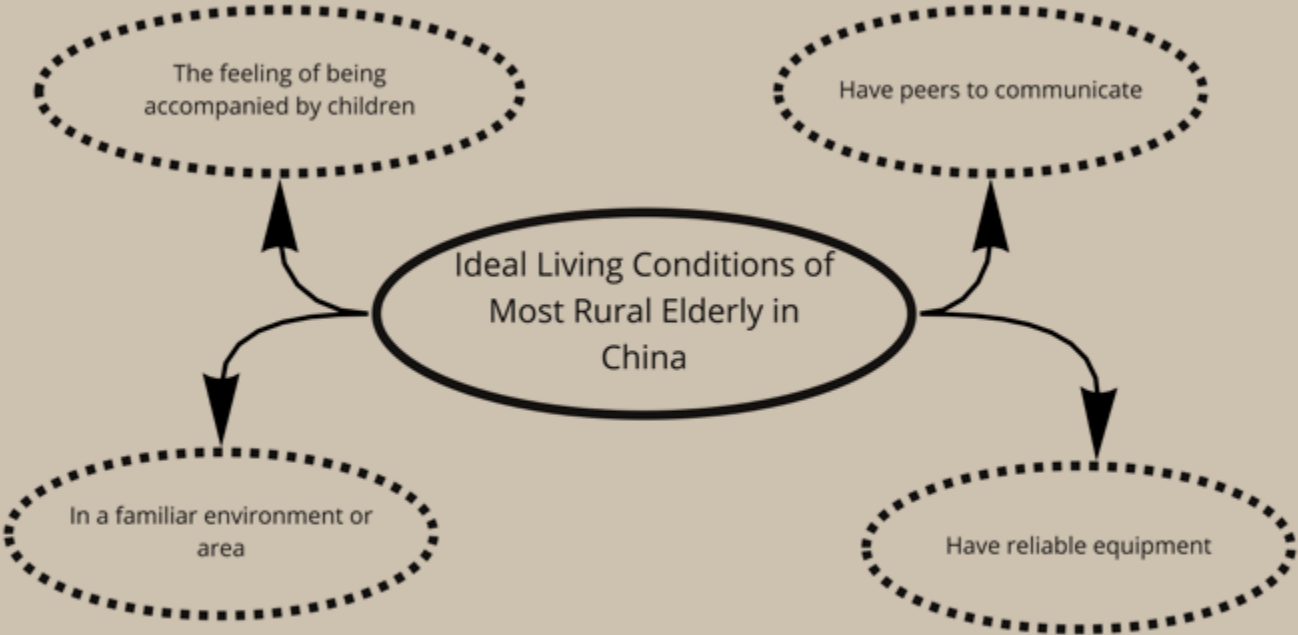 The feeling of being
accompanied by children
Have peers to communicate
Ideal Living Conditions of
Most Rural Elderly in
China
In a familiar environment or
area
Have reliable equipment